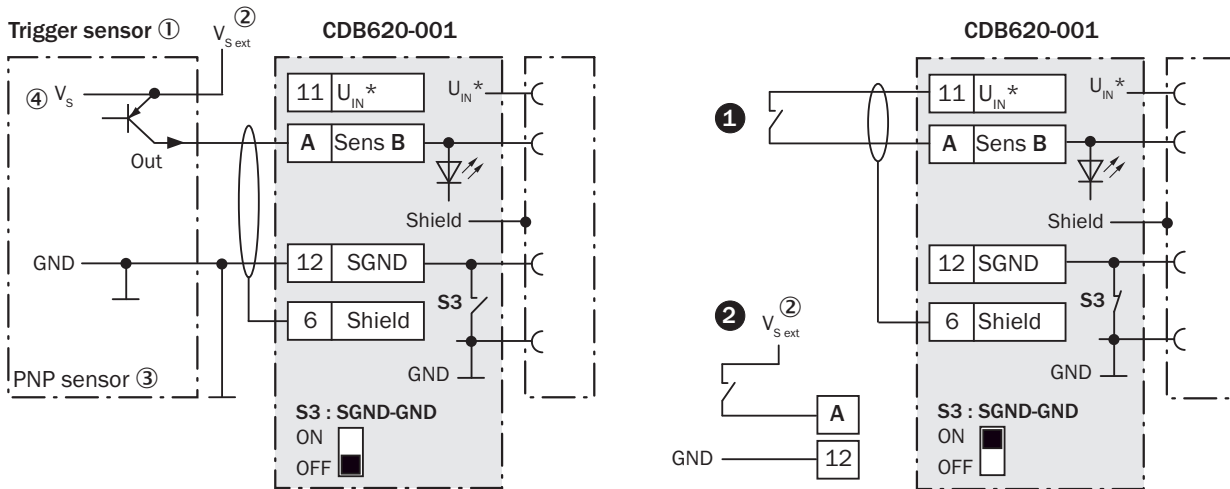 Trigger sensor ①
V S ext ②
CDB620-001
④ V S
11 U IN *
U IN *
A Sens B
Out
Shield
GND
12 SGND
S3
6 Shield
GND
PNP sensor ③
S3 : SGND-GND
ON
OFF
CDB620-001
❶
11 U IN *
U IN *
A Sens B
Shield
12 SGND
S3
6 Shield
GND
❷
V S ext ②
A
GND
12
S3 : SGND-GND
ON
OFF